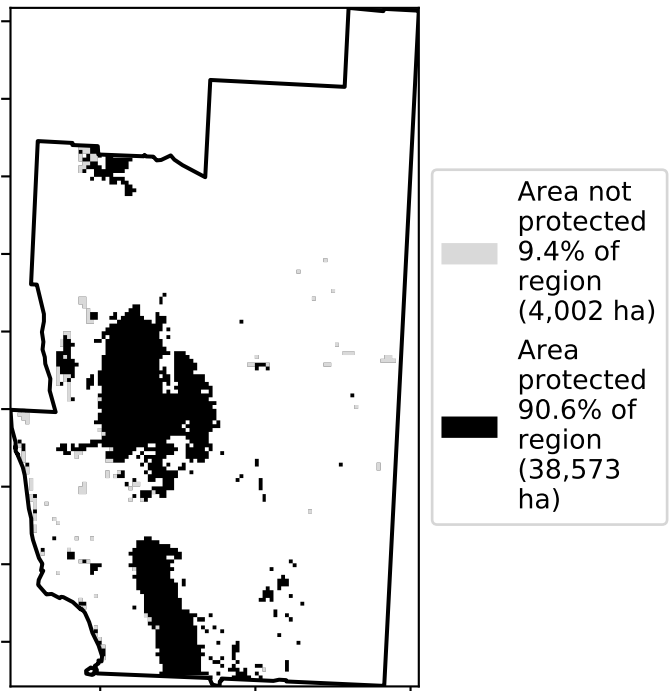 Area not
protected
9.4% of
region
(4,002 ha)
Area
protected
90.6% of
region
(38,573
ha)